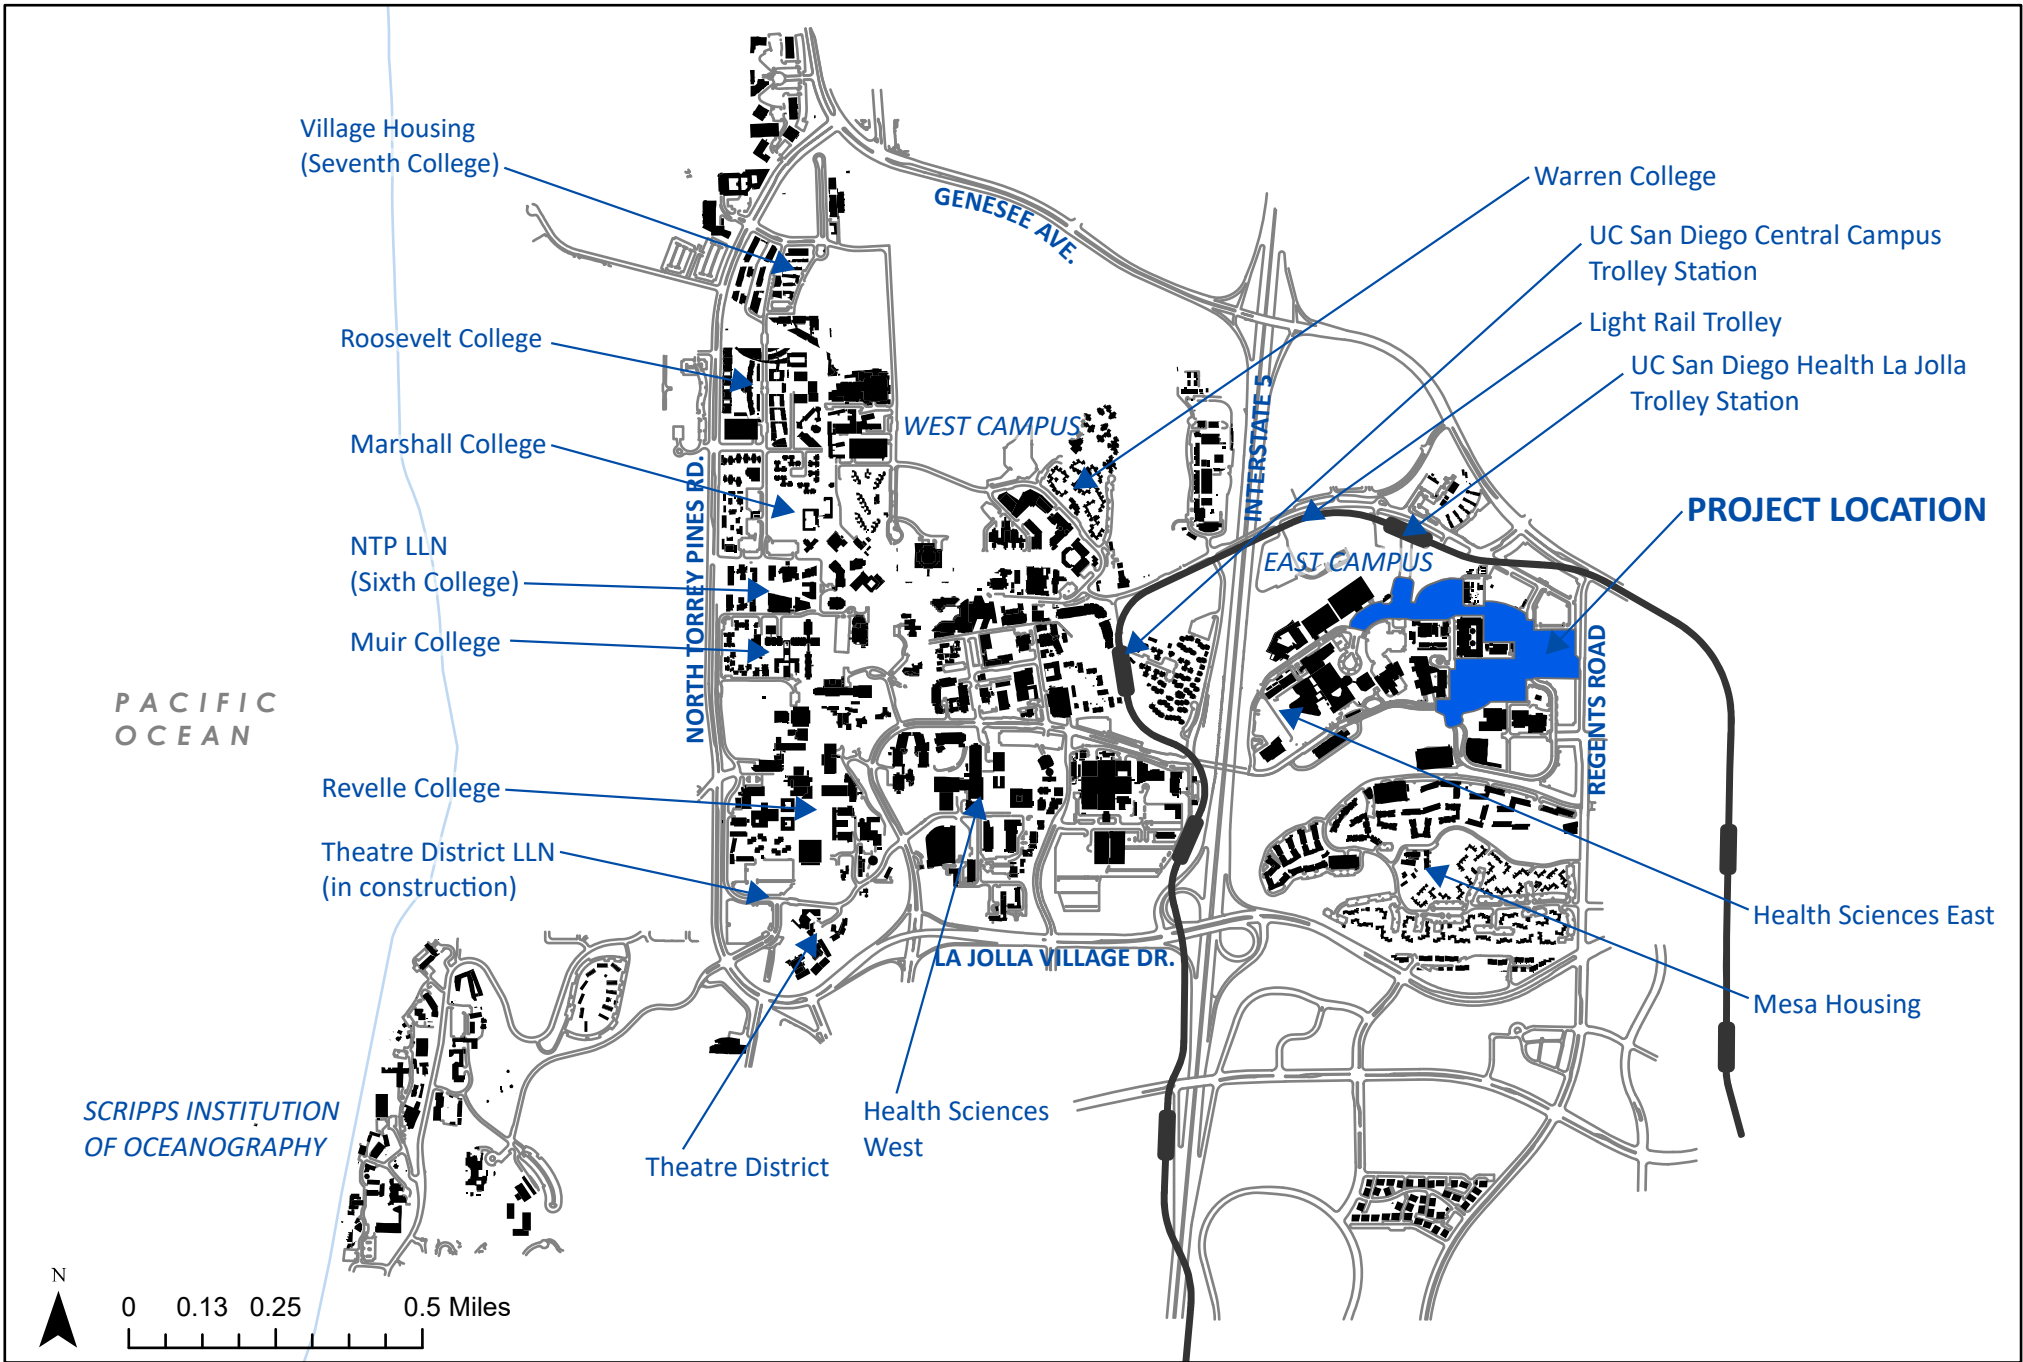 Village Housing
(Seventh College)
GENESEE AVE.
Warren College
UC San Diego Central Campus
Trolley Station
Light Rail Trolley
UC San Diego Health La Jolla
Trolley Station
Roosevelt College
INTERSTATE 5
WEST CAMPUS
Marshall College
NORTH TORREY PINES RD.
PROJECT LOCATION
NTP LLN
(Sixth College)
EAST CAMPUS
Muir College
REGENTS ROAD
PACIFIC
OCEAN
Revelle College
Theatre District LLN
(in construction)
Health Sciences East
LA JOLLA VILLAGE DR.
Mesa Housing
SCRIPPS INSTITUTION
OF OCEANOGRAPHY
Health Sciences
West
Theatre District
N
0 0.13 0.25 0.5 Miles